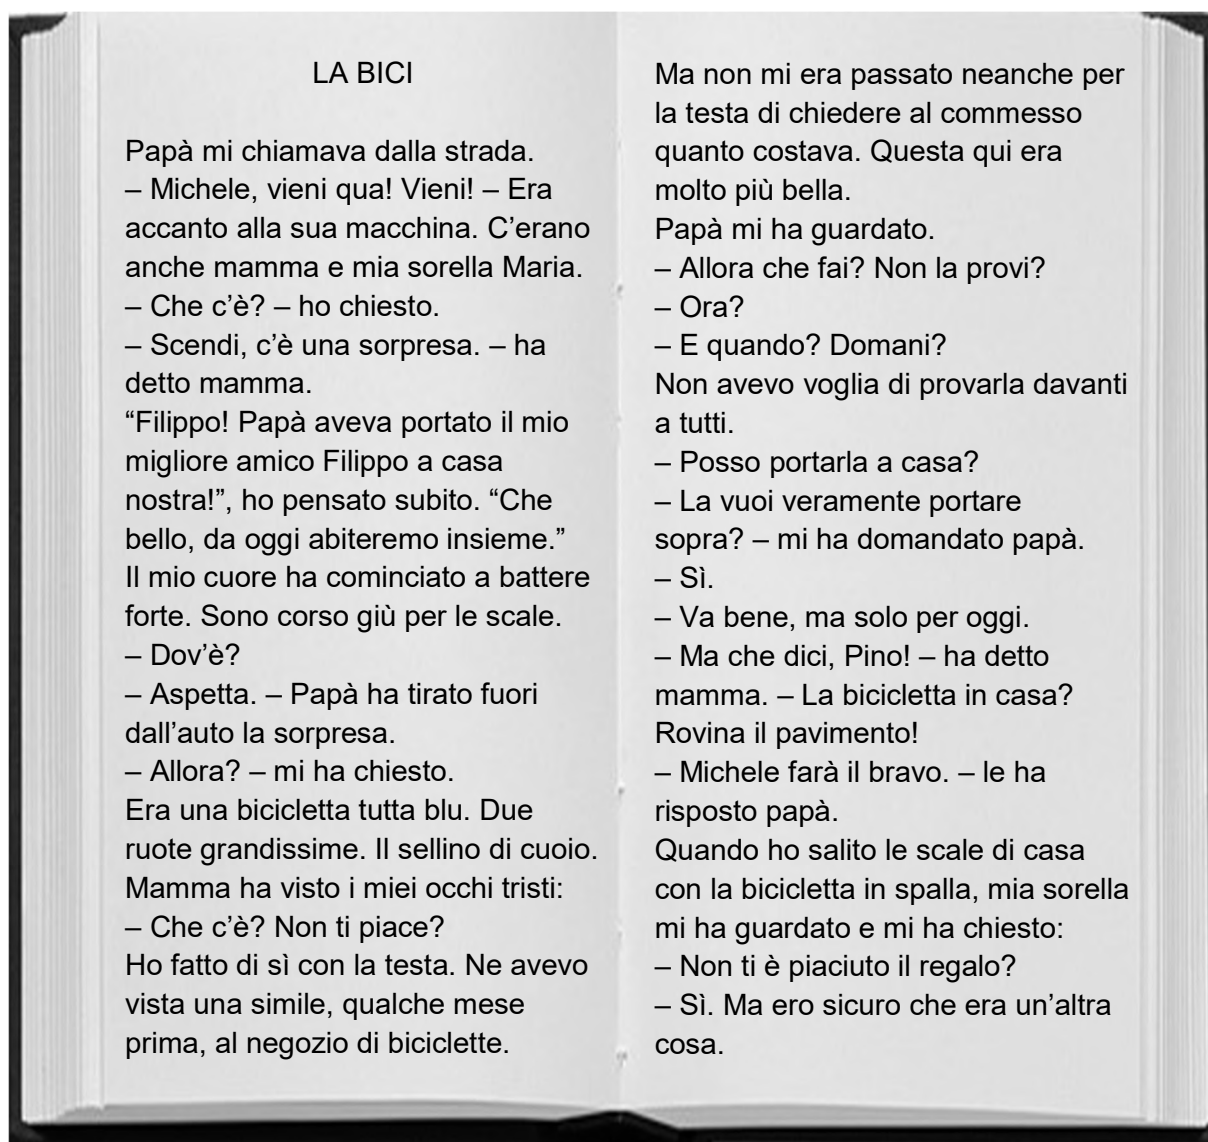 LA BICI
Papà mi chiamava dalla strada.
– Michele, vieni qua! Vieni! – Era
accanto alla sua macchina. C’erano
anche mamma e mia sorella Maria.
– Che c’è? – ho chiesto.
– Scendi, c’è una sorpresa. – ha
detto mamma.
“Filippo! Papà aveva portato il mio
migliore amico Filippo a casa
nostra!”, ho pensato subito. “Che
bello, da oggi abiteremo insieme.”
Il mio cuore ha cominciato a battere
forte. Sono corso giù per le scale.
– Dov’è?
– Aspetta. – Papà ha tirato fuori
dall’auto la sorpresa.
– Allora? – mi ha chiesto.
Era una bicicletta tutta blu. Due
ruote grandissime. Il sellino di cuoio.
Mamma ha visto i miei occhi tristi:
– Che c’è? Non ti piace?
Ho fatto di sì con la testa. Ne avevo
vista una simile, qualche mese
prima, al negozio di biciclette.
Ma non mi era passato neanche per
la testa di chiedere al commesso
quanto costava. Questa qui era
molto più bella.
Papà mi ha guardato.
– Allora che fai? Non la provi?
– Ora?
– E quando? Domani?
Non avevo voglia di provarla davanti
a tutti.
– Posso portarla a casa?
– La vuoi veramente portare
sopra? – mi ha domandato papà.
– Sì.
– Va bene, ma solo per oggi.
– Ma che dici, Pino! – ha detto
mamma. – La bicicletta in casa?
Rovina il pavimento!
– Michele farà il bravo. – le ha
risposto papà.
Quando ho salito le scale di casa
con la bicicletta in spalla, mia sorella
mi ha guardato e mi ha chiesto:
– Non ti è piaciuto il regalo?
– Sì. Ma ero sicuro che era un’altra
cosa.